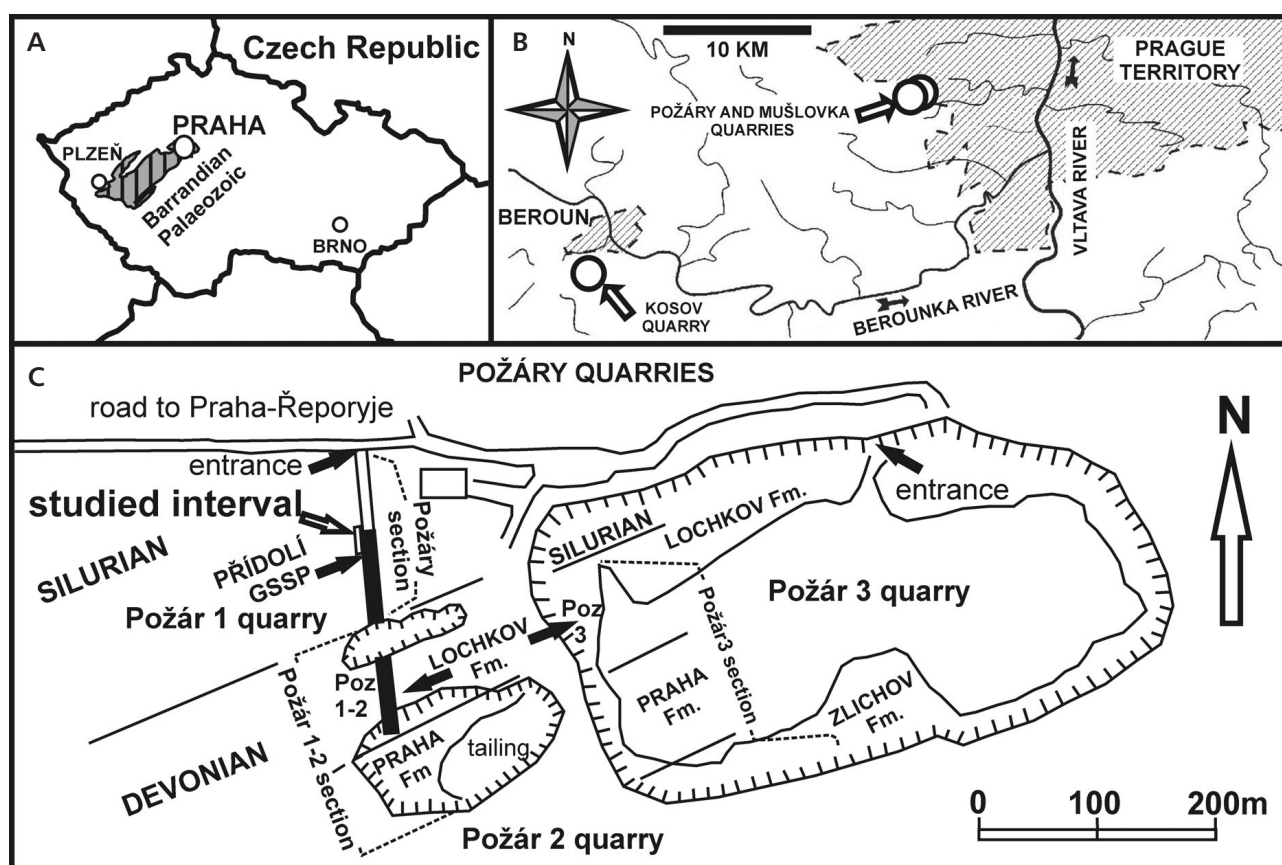 A
Czech Republic
PRAHA
PLZEŇ
Barrandian
Palaeozoic
BRNO
B
N
10 KM
PRAGUE
TERRITORY
POŽÁRY AND MUŠLOVKA
QUARRIES
VLTAVA RIVER
BEROUN
KOSOV
QUARRY
BEROUNKA RIVER
C
POŽÁRY QUARRIES
road to Praha-Řeporyje
entrance
studied interval
Požáry
section
PŘÍDOLÍ
GSSP
SILURIAN
Požár 1 quarry
DEVONIAN
Požár 1-2 section
Poz
1-2
LOCHKOV
Fm.
PRAHA
Fm
tailing
Požár 2 quarry
SILURIAN
LOCHKOV Fm.
entrance
Poz
3
Požár3 section
Požár 3 quarry
PRAHA
Fm.
ZLICHOV
Fm.
N
0 100 200m